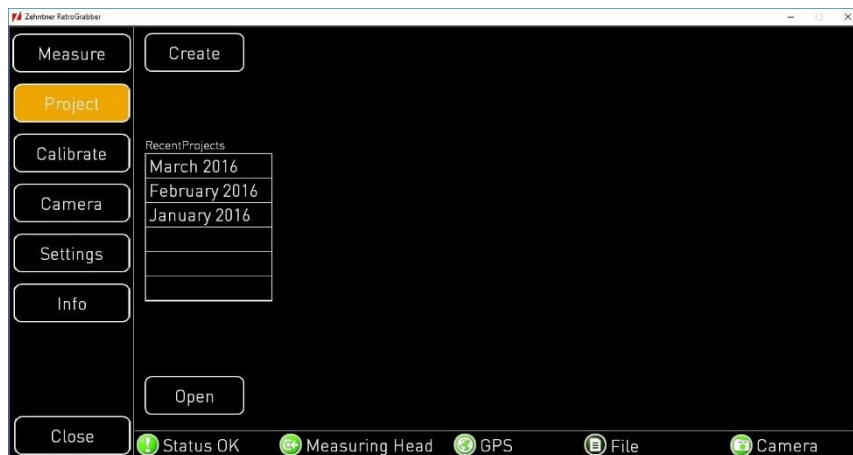 Zehntner RetroGrabber
Measure
Create
Project
Calibrate
RecentProjects
March 2016
February 2016
January 2016
Camera
Settings
Info
Open
Close
Status OK
Measuring Head
GPS
File
Camera